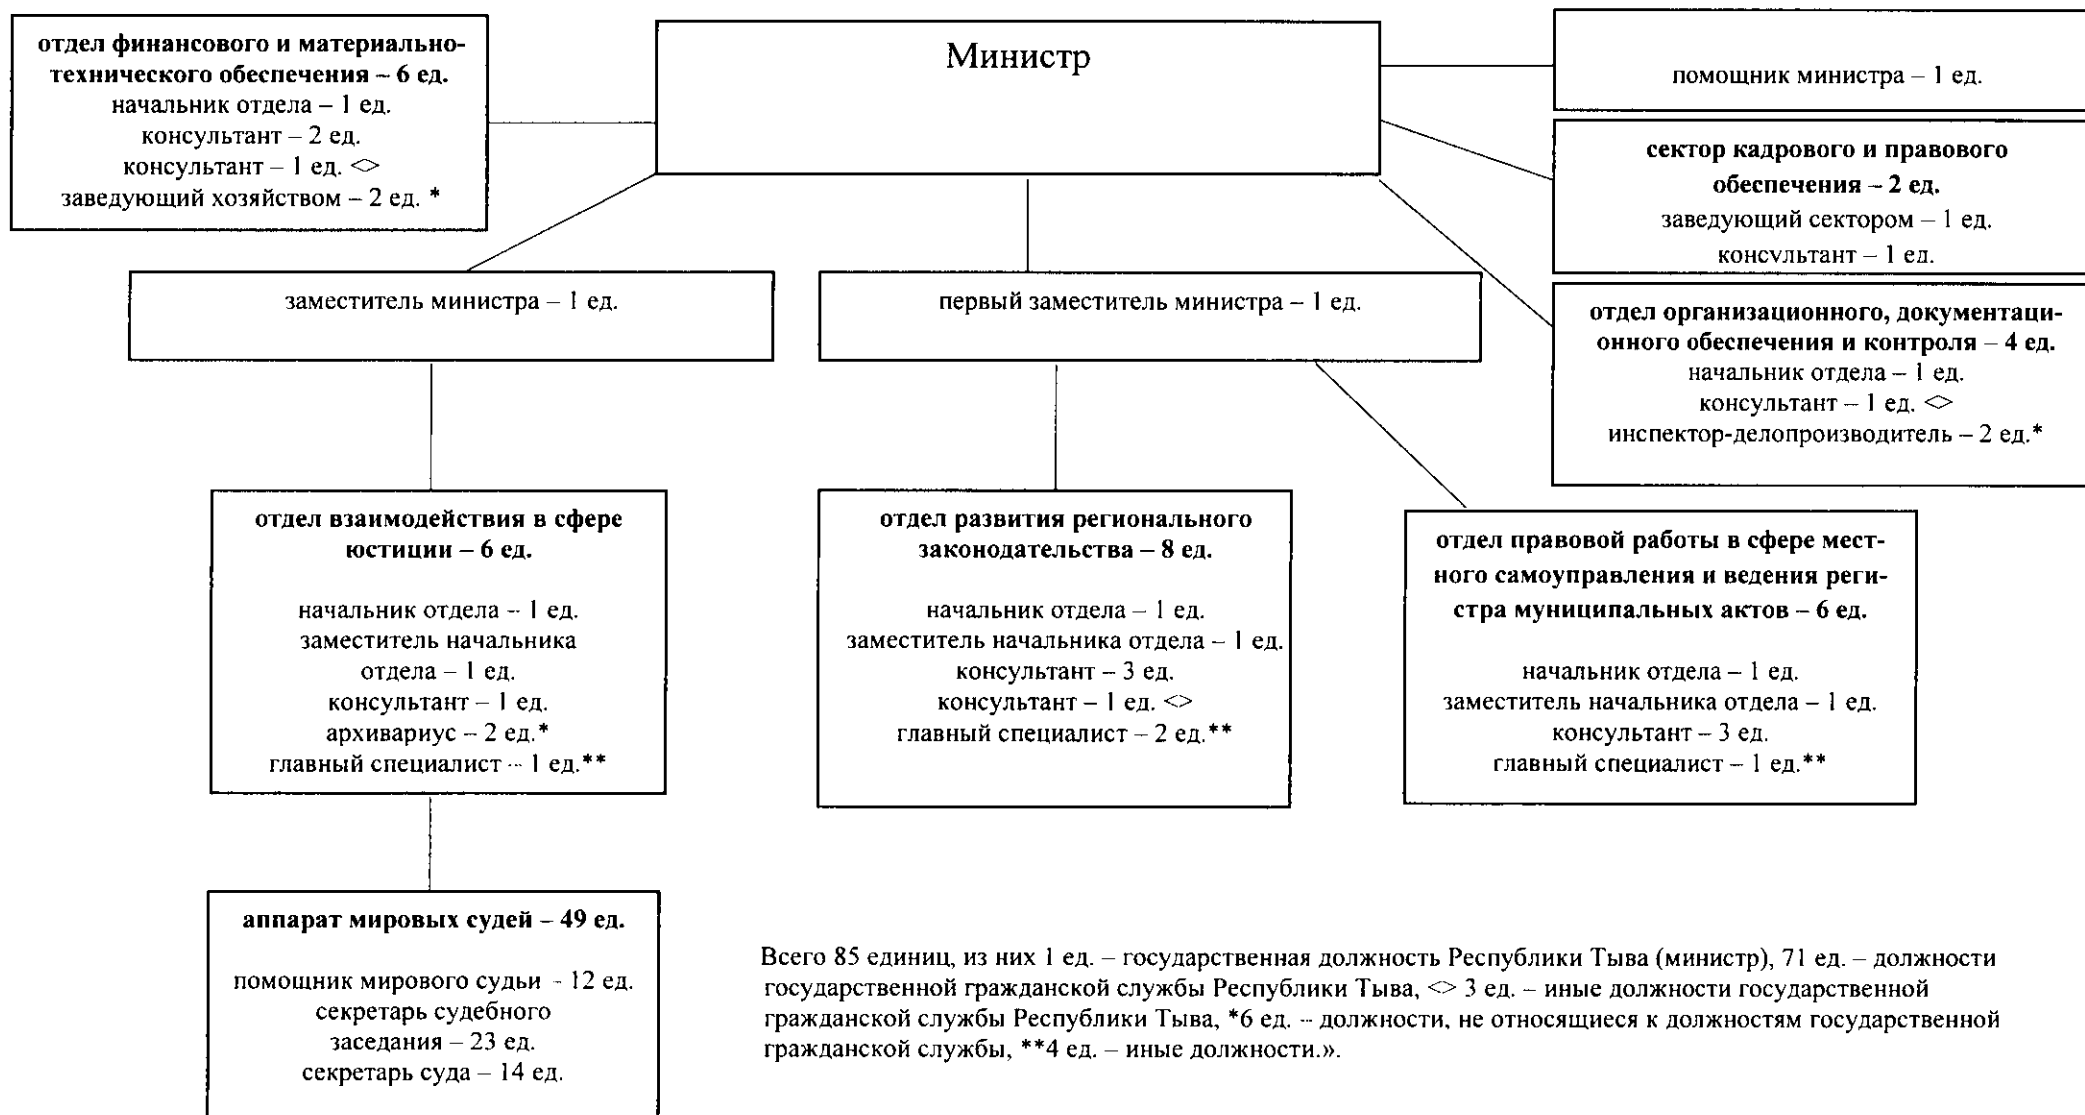 отдел финансового и материально-
технического обеспечения – 6 ед.
начальник отдела – 1 ед.
консультант – 2 ед.
консультант – 1 ед. <>
заведующий хозяйством – 2 ед. *
Министр
помощник министра – 1 ед.
сектор кадрового и правового
обеспечения – 2 ед.
заведующий сектором – 1 ед.
консультант – 1 ед.
заместитель министра – 1 ед.
первый заместитель министра – 1 ед.
отдел организационного, документаци-
онного обеспечения и контроля – 4 ед.
начальник отдела – 1 ед.
консультант – 1 ед. <>
инспектор-делопроизводитель – 2 ед.*
отдел взаимодействия в сфере
юстиции – 6 ед.
начальник отдела – 1 ед.
заместитель начальника
отдела – 1 ед.
консультант – 1 ед.
архивариус – 2 ед.*
главный специалист – 1 ед.**
отдел развития регионального
законодательства – 8 ед.
начальник отдела – 1 ед.
заместитель начальника отдела – 1 ед.
консультант – 3 ед.
консультант – 1 ед. <>
главный специалист – 2 ед.**
отдел правовой работы в сфере мест-
ного самоуправления и ведения реги-
стра муниципальных актов – 6 ед.
начальник отдела – 1 ед.
заместитель начальника отдела – 1 ед.
консультант – 3 ед.
главный специалист – 1 ед.**
аппарат мировых судей – 49 ед.
помощник мирового судьи - 12 ед.
секретарь судебного
заседания – 23 ед.
секретарь суда – 14 ед.
Всего 85 единиц, из них 1 ед. – государственная должность Республики Тыва (министр), 71 ед. – должности
государственной гражданской службы Республики Тыва, <> 3 ед. – иные должности государственной
гражданской службы Республики Тыва, *6 ед. – должности, не относящиеся к должностям государственной
гражданской службы, **4 ед. – иные должности.».